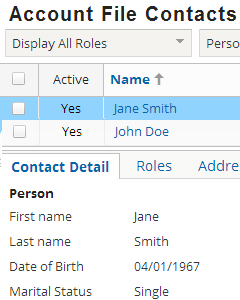 Account File Contacts
Display All Roles Perso
Active Name
Yes Jane Smith
Yes John Doe
Contact Detail Roles Addre
Person
First name Jane
Last name Smith
Date of Birth 04/01/1967
Marital Status Single